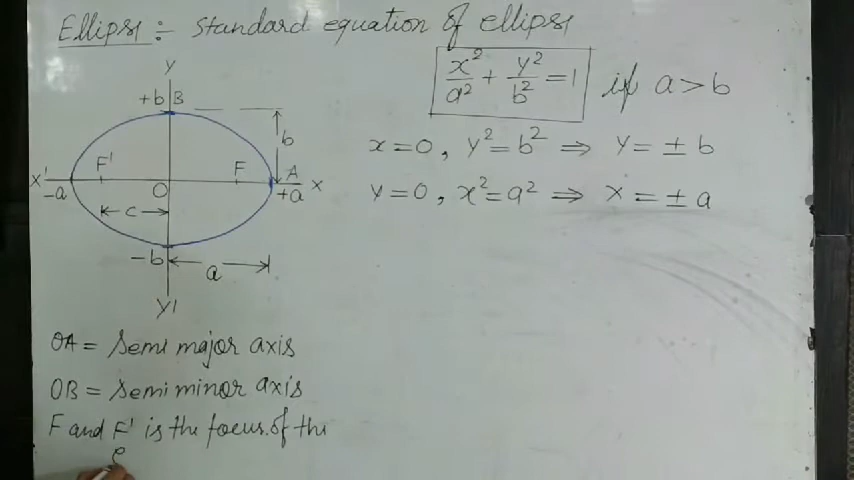 Ellipse :- Standard equation of ellipse
x²/a² + y²/b² = 1 if a > b
x = 0, y² = b² ⇒ y = ± b
y = 0, x² = a² ⇒ x = ± a
Y
+b B
b
F' F A
X' O X
-a +a
c
-b
a
Y'
OA = Semi major axis
OB = Semi minor axis
F and F' is the focus of the
e